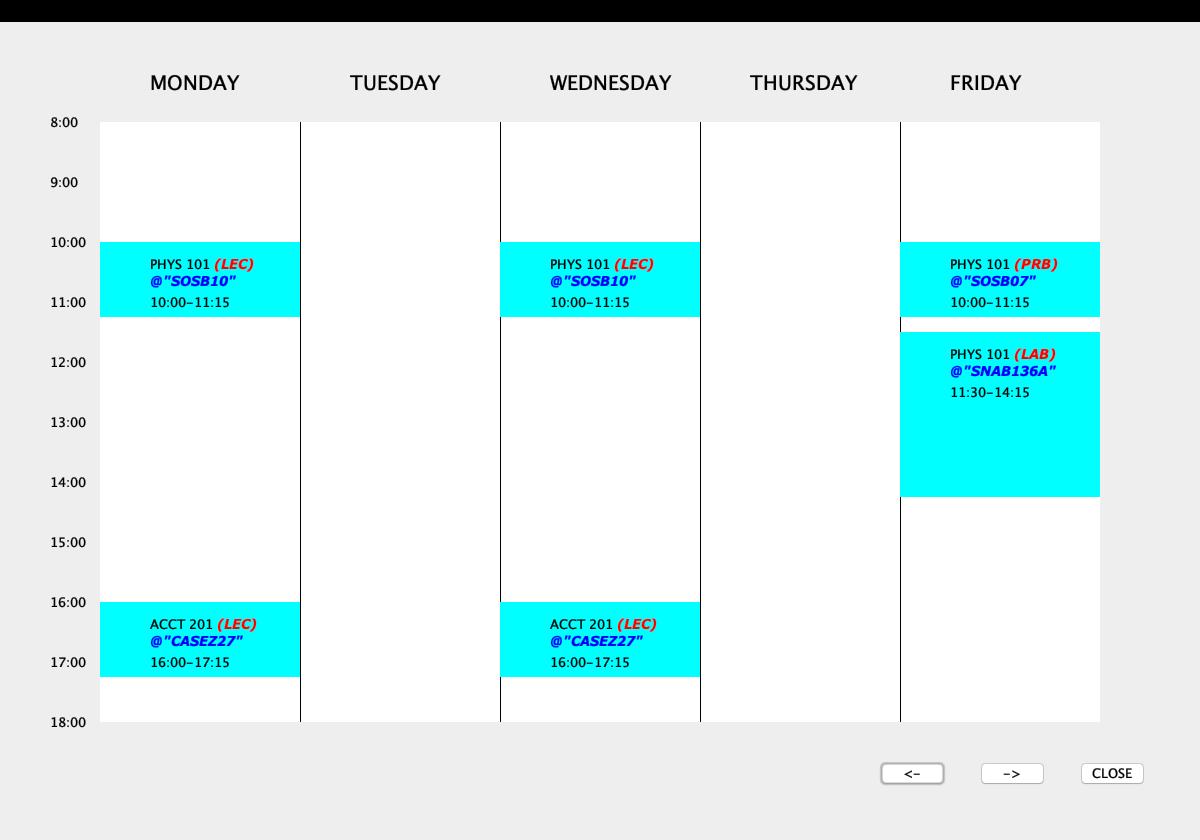 MONDAY TUESDAY WEDNESDAY THURSDAY FRIDAY
8:00
9:00
10:00
PHYS 101 (LEC) PHYS 101 (LEC) PHYS 101 (PRB)
@"SOSB10" @"SOSB10" @"SOSB07"
11:00 10:00-11:15 10:00-11:15 10:00-11:15
PHYS 101 (LAB)
12:00 @"SNAB136A"
11:30-14:15
13:00
14:00
15:00
16:00
ACCT 201 (LEC) ACCT 201 (LEC)
@"CASEZ27" @"CASEZ27"
17:00 16:00-17:15 16:00-17:15
18:00
<- -> CLOSE